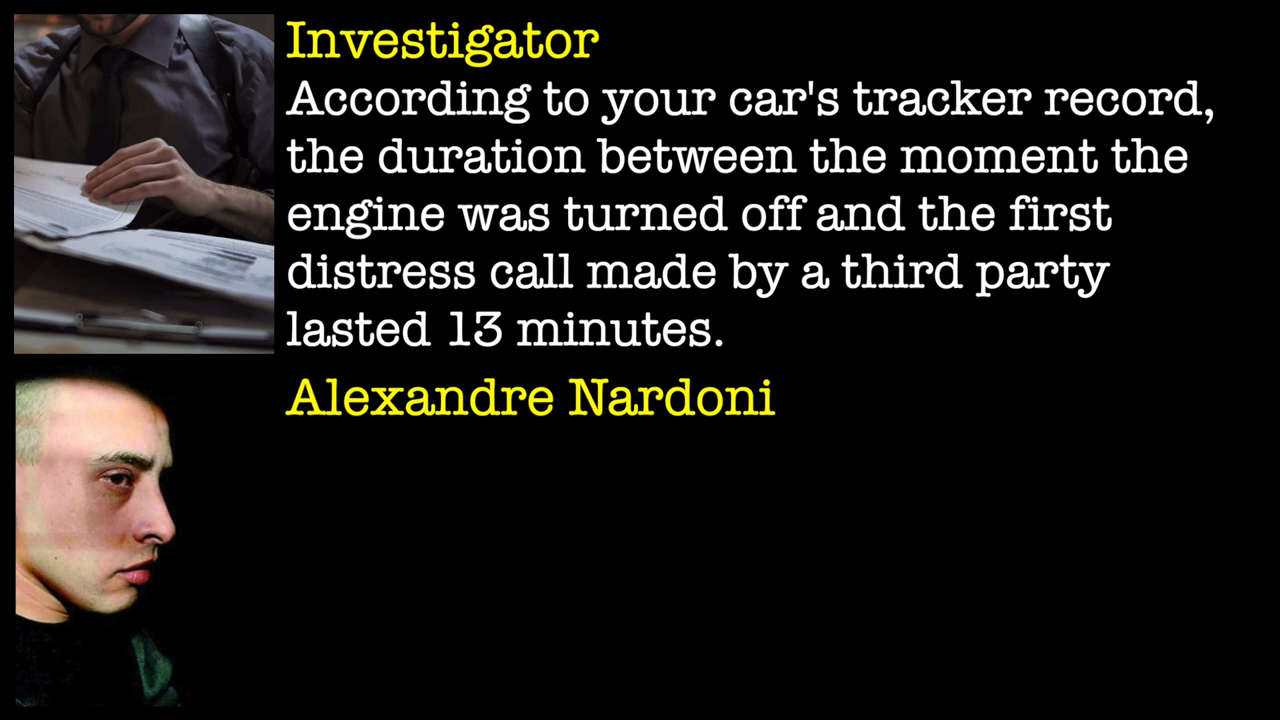 Investigator
According to your car's tracker record,
the duration between the moment the
engine was turned off and the first
distress call made by a third party
lasted 13 minutes.
Alexandre Nardoni